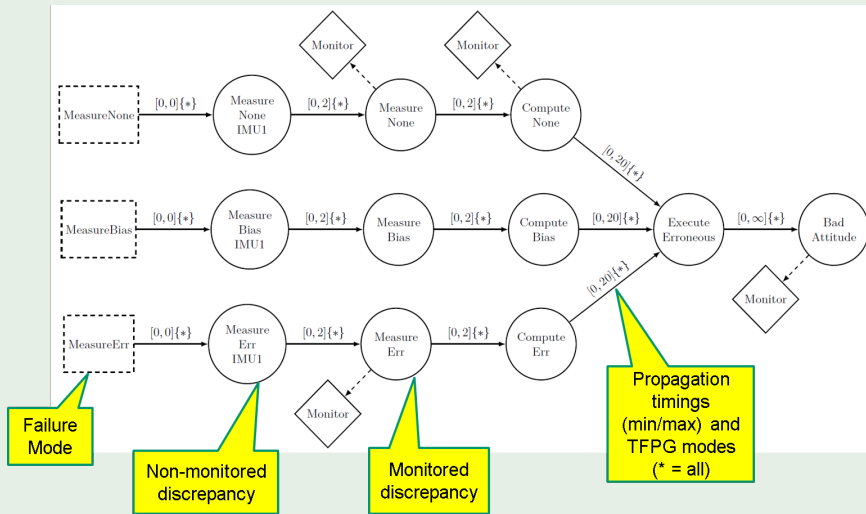 Monitor
Monitor
MeasureNone
[0, 0]{*}
Measure
None
IMU1
[0, 2]{*}
Measure
None
[0, 2]{*}
Compute
None
[0, 20]{*}
MeasureBias
[0, 0]{*}
Measure
Bias
IMU1
[0, 2]{*}
Measure
Bias
[0, 2]{*}
Compute
Bias
[0, 20]{*}
Execute
Erroneous
[0, ∞]{*}
Bad
Attitude
Monitor
MeasureErr
[0, 0]{*}
Measure
Err
IMU1
[0, 2]{*}
Measure
Err
[0, 2]{*}
Compute
Err
[0, 20]{*}
Monitor
Failure
Mode
Non-monitored
discrepancy
Monitored
discrepancy
Propagation
timings
(min/max) and
TFPG modes
(* = all)